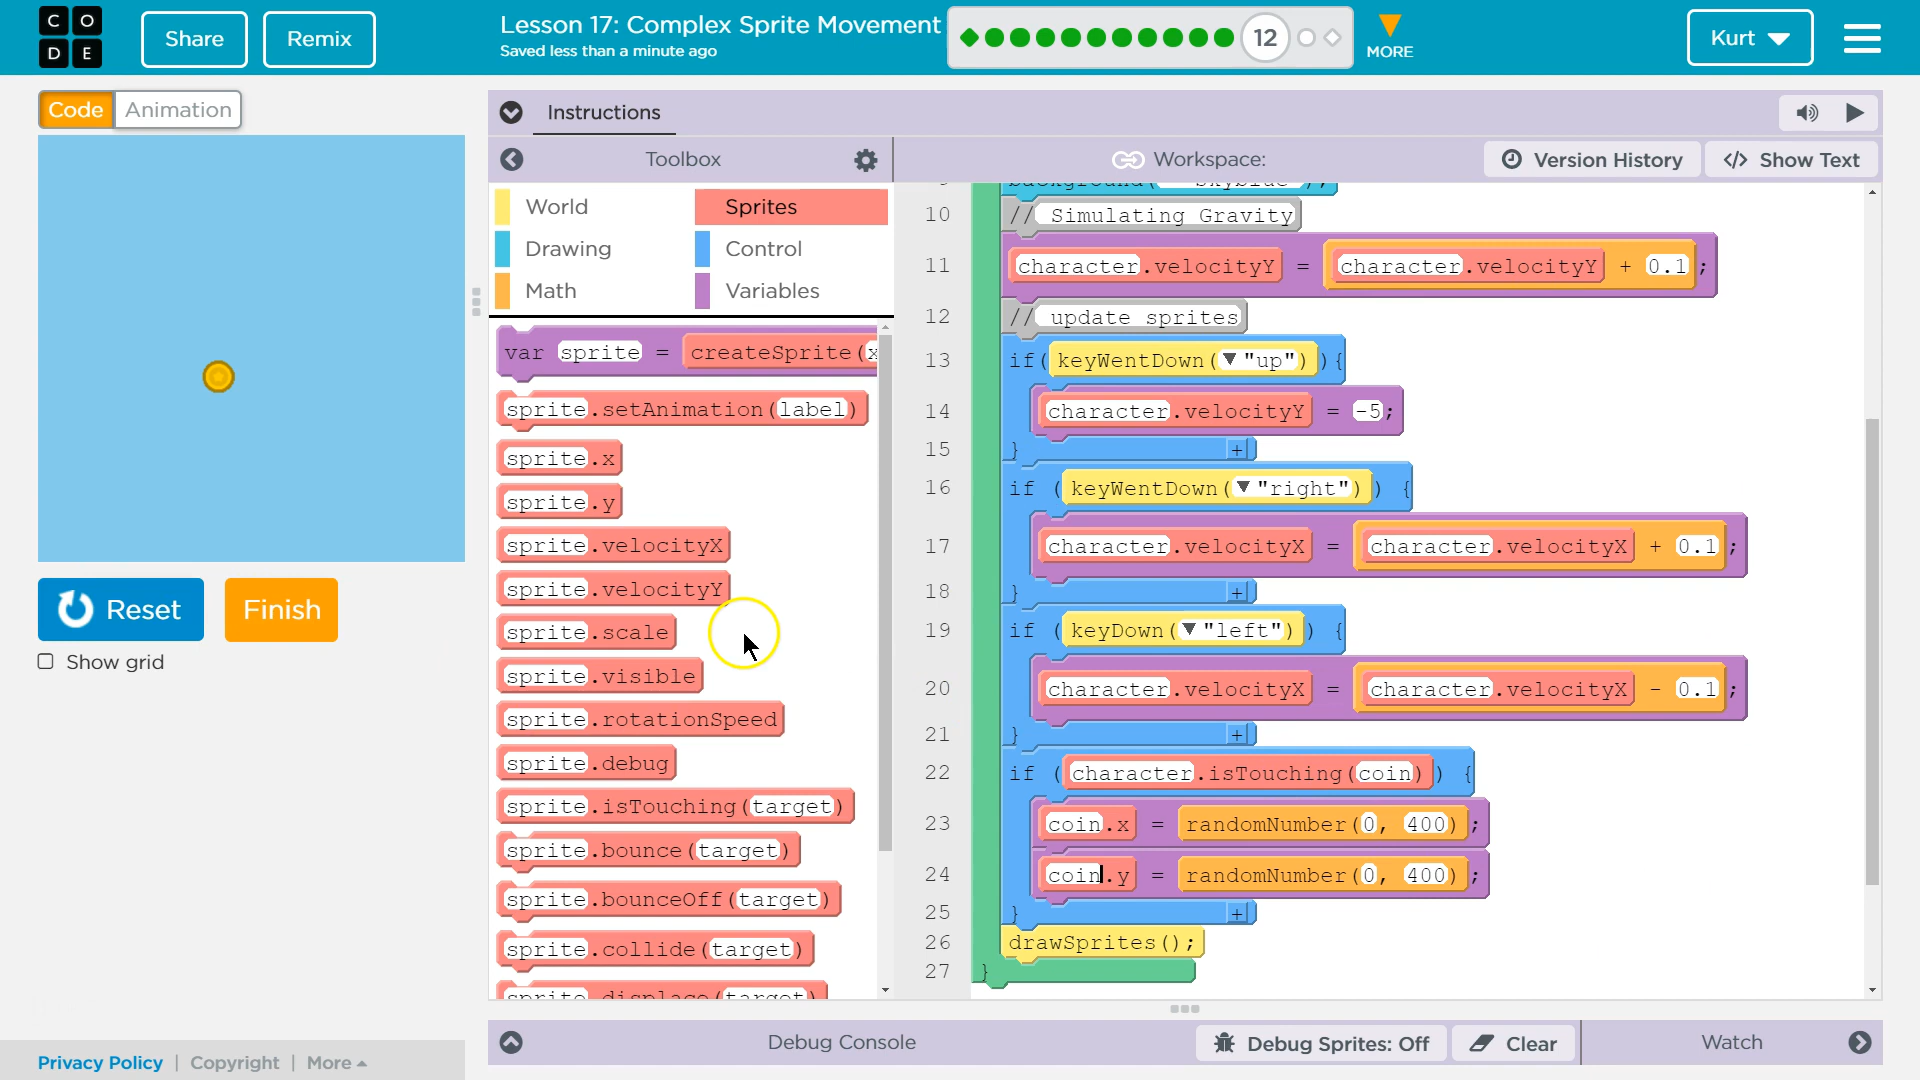 CODE
Share
Remix
Lesson 17: Complex Sprite Movement
Saved less than a minute ago
12
MORE
Kurt
Code
Animation
Instructions
Toolbox
Workspace:
Version History
</> Show Text
World
Sprites
Drawing
Control
Math
Variables
var sprite = createSprite(x
sprite.setAnimation(label)
sprite.x
sprite.y
sprite.velocityX
sprite.velocityY
sprite.scale
sprite.visible
sprite.rotationSpeed
sprite.debug
sprite.isTouching(target)
sprite.bounce(target)
sprite.bounceOff(target)
sprite.collide(target)
sprite.displace(target)
9 background("skyblue");
10 // Simulating Gravity
11 character.velocityY = character.velocityY + 0.1;
12 // update sprites
13 if(keyWentDown("up")){
14 character.velocityY = -5;
15 } +
16 if (keyWentDown("right")) {
17 character.velocityX = character.velocityX + 0.1;
18 } +
19 if (keyDown("left")) {
20 character.velocityX = character.velocityX - 0.1;
21 } +
22 if (character.isTouching(coin)) {
23 coin.x = randomNumber(0, 400);
24 coin.y = randomNumber(0, 400);
25 } +
26 drawSprites();
27 }
Reset
Finish
Show grid
Debug Console
Debug Sprites: Off
Clear
Watch
Privacy Policy | Copyright | More